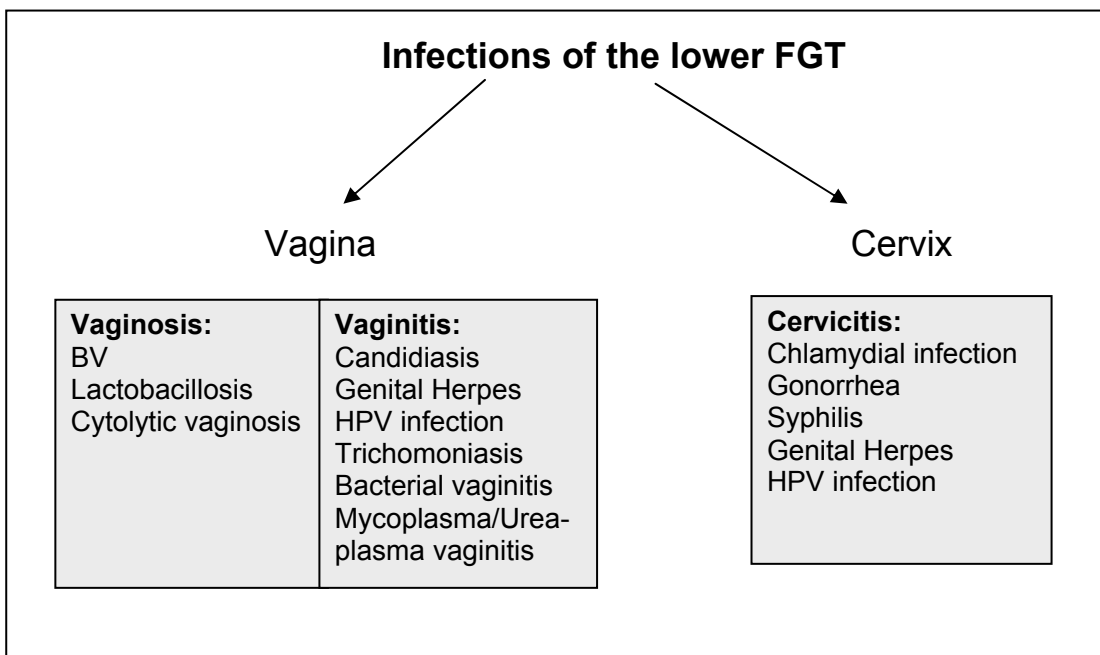 Infections of the lower FGT
Vagina
Cervix
Vaginosis:
BV
Lactobacillosis
Cytolytic vaginosis
Vaginitis:
Candidiasis
Genital Herpes
HPV infection
Trichomoniasis
Bacterial vaginitis
Mycoplasma/Urea-
plasma vaginitis
Cervicitis:
Chlamydial infection
Gonorrhea
Syphilis
Genital Herpes
HPV infection